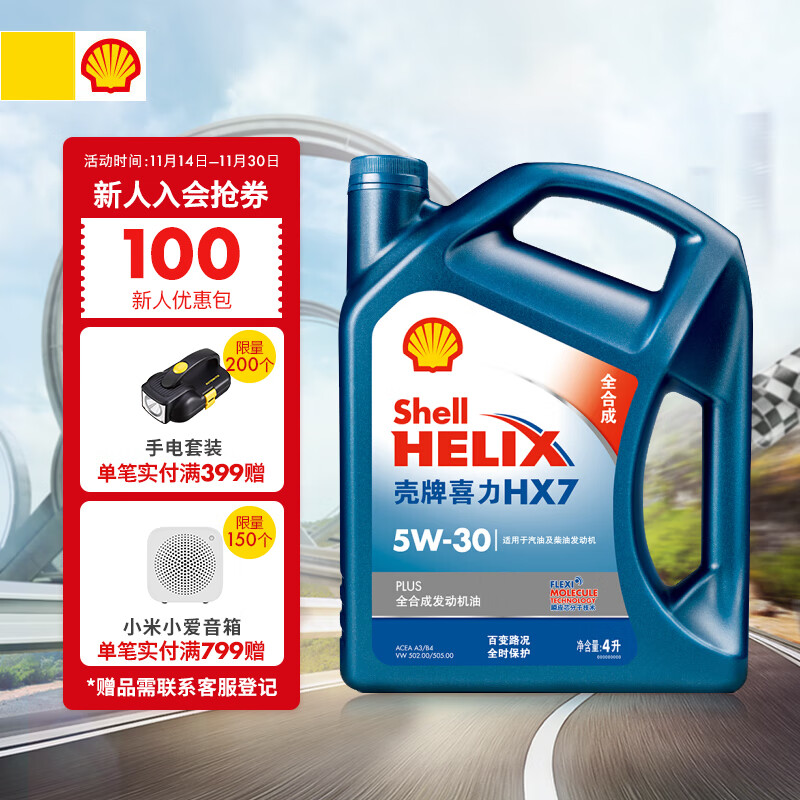 活动时间:11月14日—11月30日
新人入会抢券
100
新人优惠包
限量
200个
手电套装
单笔实付满399赠
限量
150个
小米小爱音箱
单笔实付满799赠
*赠品需联系客服登记
全合成
Shell
HELIX
壳牌喜力HX7
5W-30 适用于汽油及柴油发动机
PLUS
全合成发动机油
FLEXI
MOLECULE
TECHNOLOGY
瞬应芯分子技术
ACEA A3/B4
VW 502.00/505.00
百变路况
全时保护
净含量:4升